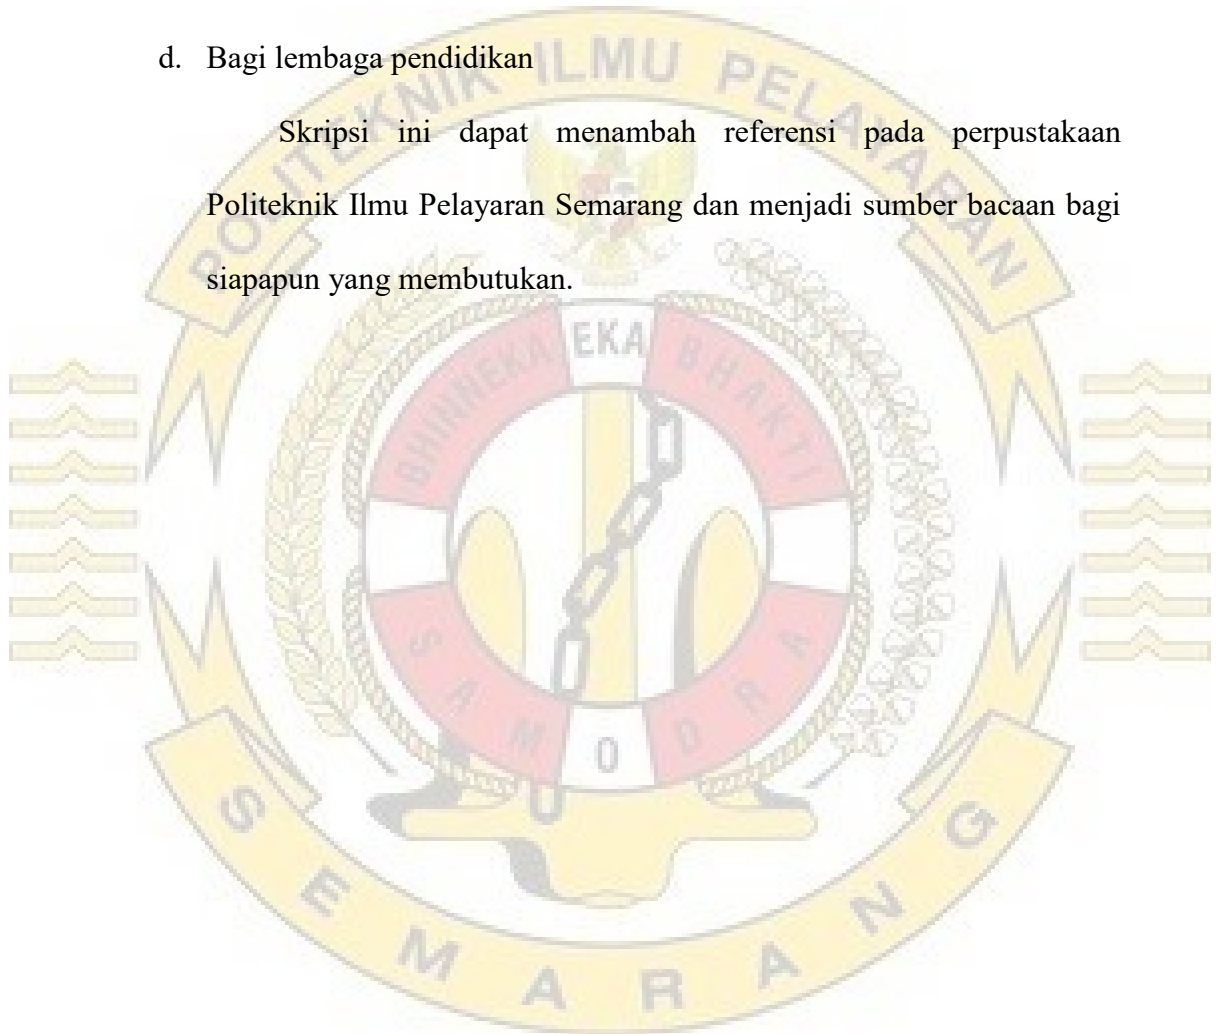 d. Bagi lembaga pendidikan
Skripsi ini dapat menambah referensi pada perpustakaan
Politeknik Ilmu Pelayaran Semarang dan menjadi sumber bacaan bagi
siapapun yang membutukan.
POLITEKNIK ILMU PELAYARAN
BHINNEKA EKA BHAKTI
SAMODRA
SEMARANG